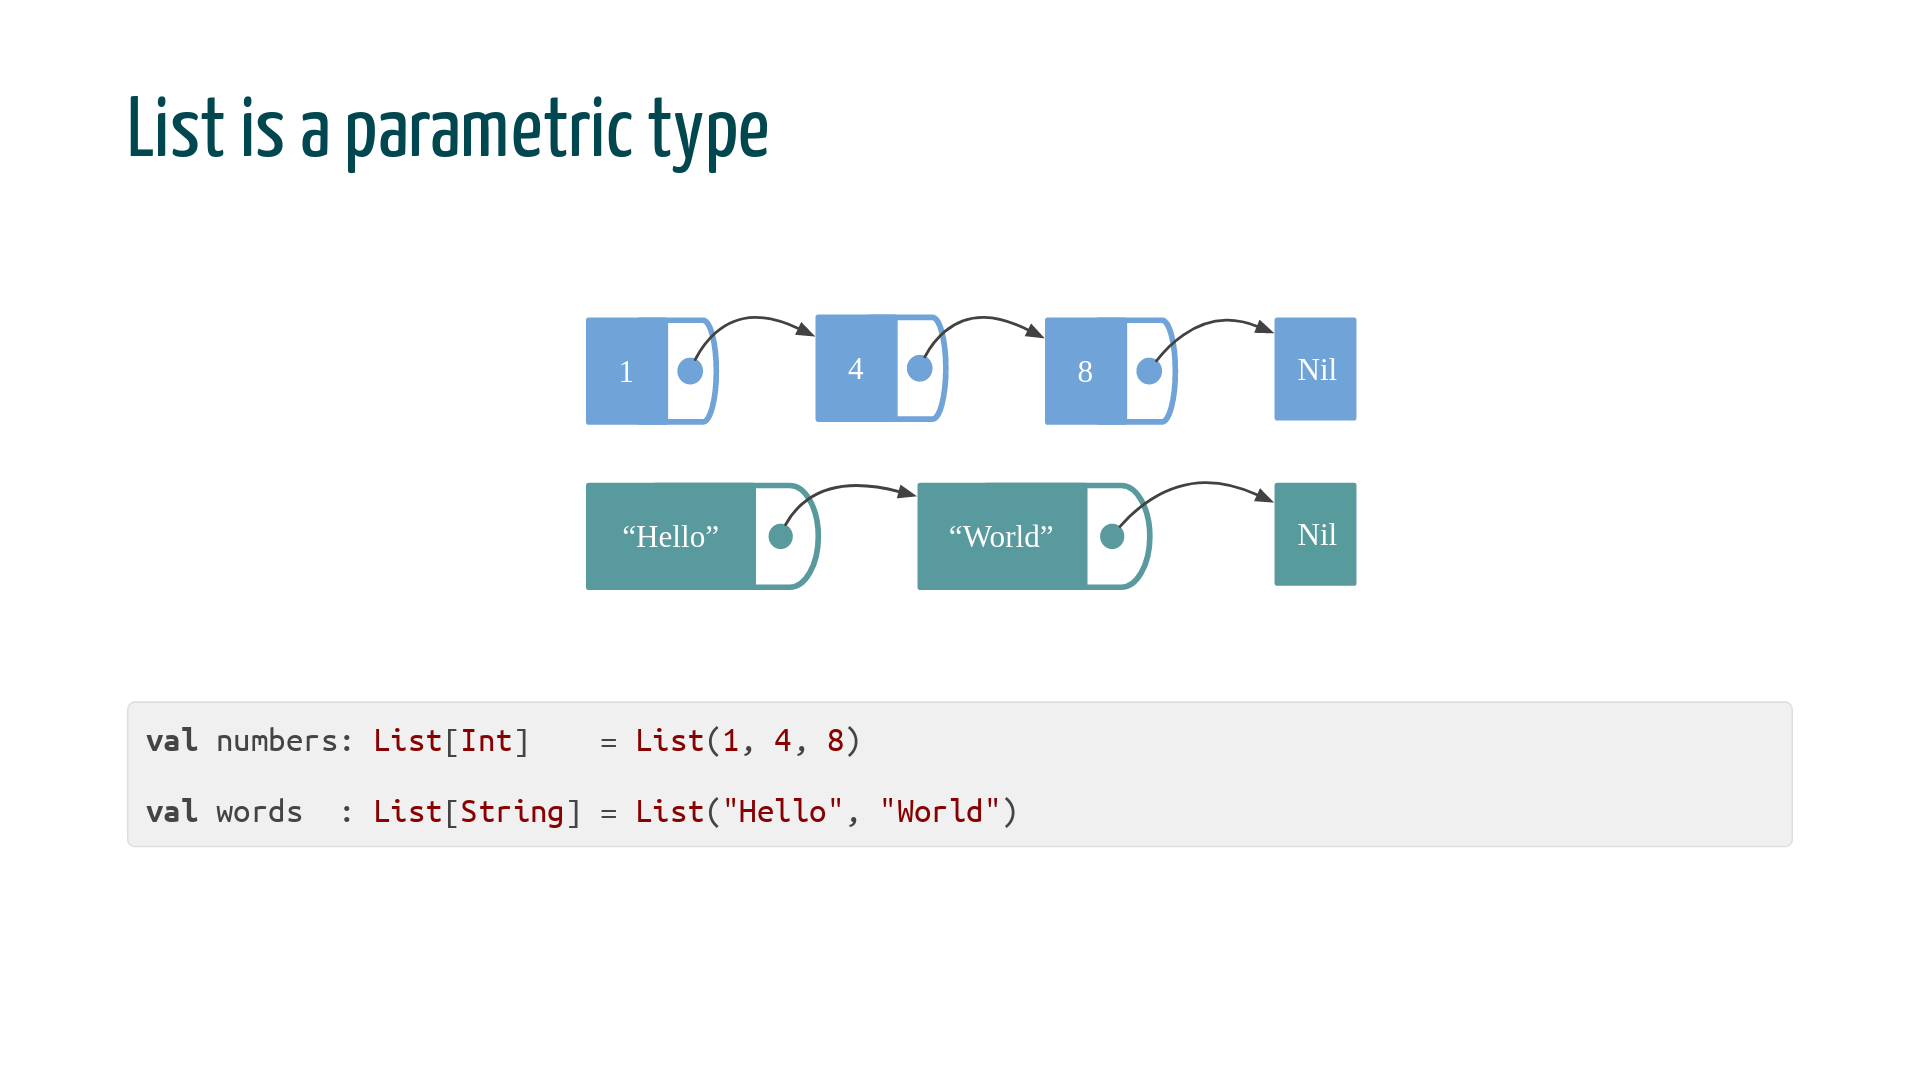 List is a parametric type
1 4 8 Nil
“Hello” “World” Nil
val numbers: List[Int]    = List(1, 4, 8)
val words  : List[String] = List("Hello", "World")